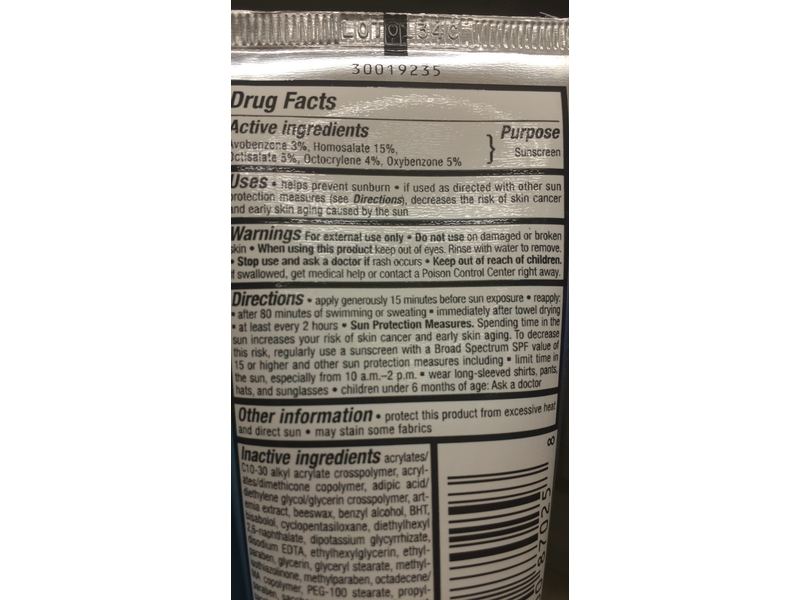 LOT
30019235
Drug Facts
Active ingredients Purpose
Avobenzone 3%, Homosalate 15%,
Octisalate 5%, Octocrylene 4%, Oxybenzone 5% } Sunscreen
Uses • helps prevent sunburn • if used as directed with other sun
protection measures (see Directions), decreases the risk of skin cancer
and early skin aging caused by the sun
Warnings For external use only • Do not use on damaged or broken
skin • When using this product keep out of eyes. Rinse with water to remove.
• Stop use and ask a doctor if rash occurs • Keep out of reach of children.
If swallowed, get medical help or contact a Poison Control Center right away.
Directions • apply generously 15 minutes before sun exposure • reapply:
• after 80 minutes of swimming or sweating • immediately after towel drying
• at least every 2 hours • Sun Protection Measures. Spending time in the
sun increases your risk of skin cancer and early skin aging. To decrease
this risk, regularly use a sunscreen with a Broad Spectrum SPF value of
15 or higher and other sun protection measures including • limit time in
the sun, especially from 10 a.m.–2 p.m. • wear long-sleeved shirts, pants,
hats, and sunglasses • children under 6 months of age: Ask a doctor
Other information • protect this product from excessive heat
and direct sun • may stain some fabrics
Inactive ingredients acrylates/
C10-30 alkyl acrylate crosspolymer, acryl-
ates/dimethicone copolymer, adipic acid/
diethylene glycol/glycerin crosspolymer, art-
emia extract, beeswax, benzyl alcohol, BHT,
bisabolol, cyclopentasiloxane, diethylhexyl
2,6-naphthalate, dipotassium glycyrrhizate,
disodium EDTA, ethylhexylglycerin, ethyl-
paraben, glycerin, glyceryl stearate, methyl-
isothiazolinone, methylparaben, octadecene/
MA copolymer, PEG-100 stearate, propyl-
paraben,
87025 8